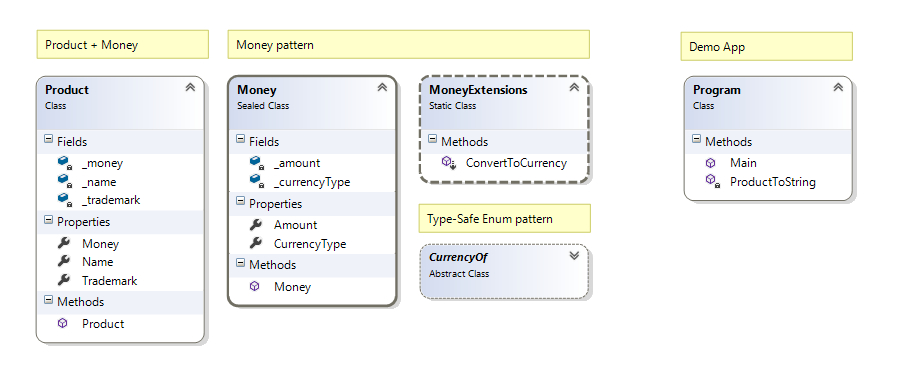 Product + Money
Product
Class
Fields
_money
_name
_trademark
Properties
Money
Name
Trademark
Methods
Product
Money pattern
Money
Sealed Class
Fields
_amount
_currencyType
Properties
Amount
CurrencyType
Methods
Money
MoneyExtensions
Static Class
Methods
ConvertToCurrency
Type-Safe Enum pattern
CurrencyOf
Abstract Class
Demo App
Program
Class
Methods
Main
ProductToString